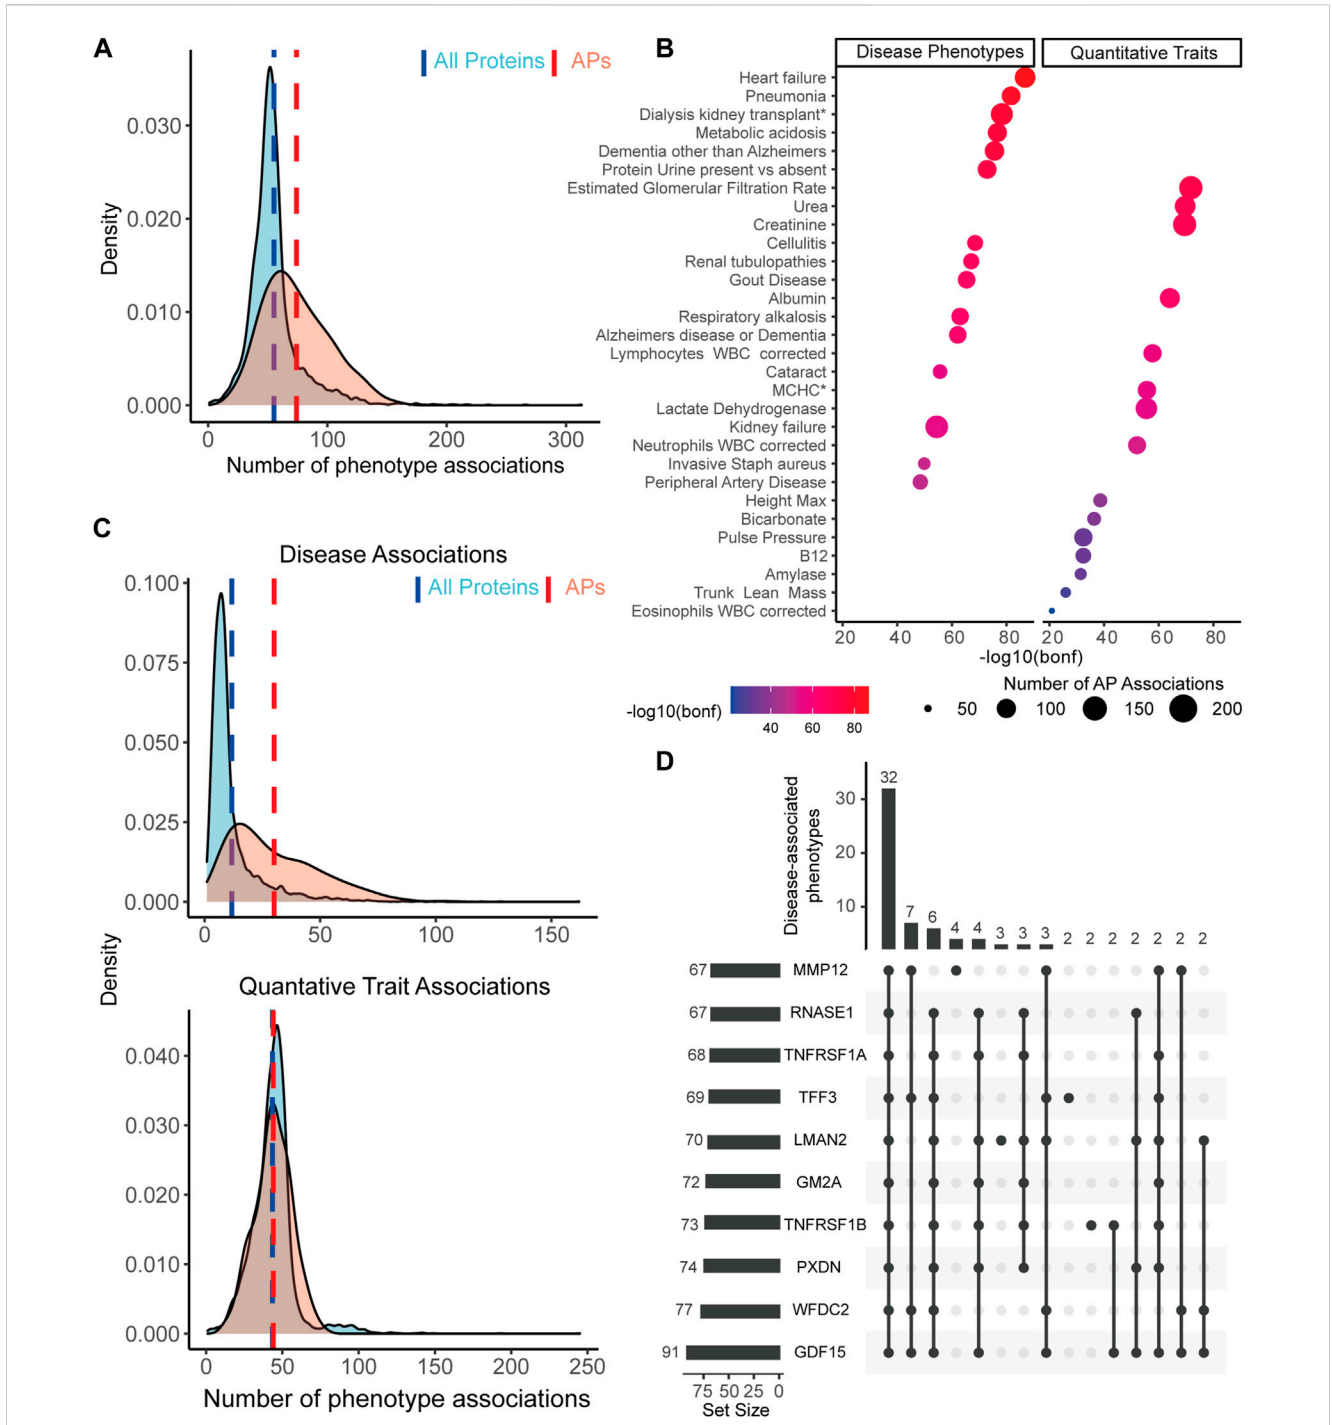 A
All Proteins
APs
0.030
0.020
0.010
0.000
Density
0
100
200
300
Number of phenotype associations
B
Disease Phenotypes
Quantitative Traits
Heart failure
Pneumonia
Dialysis kidney transplant*
Metabolic acidosis
Dementia other than Alzheimers
Protein Urine present vs absent
Estimated Glomerular Filtration Rate
Urea
Creatinine
Cellulitis
Renal tubulopathies
Gout Disease
Albumin
Respiratory alkalosis
Alzheimers disease or Dementia
Lymphocytes WBC corrected
Cataract
MCHC*
Lactate Dehydrogenase
Kidney failure
Neutrophils WBC corrected
Invasive Staph aureus
Peripheral Artery Disease
Height Max
Bicarbonate
Pulse Pressure
B12
Amylase
Trunk Lean Mass
Eosinophils WBC corrected
20 40 60 80 20 40 60 80
-log10(bonf)
-log10(bonf)
40 60 80
Number of AP Associations
50 100 150 200
C
Disease Associations
All Proteins
APs
0.100
0.075
0.050
0.025
0.000
0 50 100 150
Density
Quantative Trait Associations
0.040
0.030
0.020
0.010
0.000
0 50 100 150 200 250
Number of phenotype associations
D
Disease-associated
phenotypes
30
20
10
32 7 6 4 4 3 3 3 2 2 2 2 2 2 2
67 MMP12
67 RNASE1
68 TNFRSF1A
69 TFF3
70 LMAN2
72 GM2A
73 TNFRSF1B
74 PXDN
77 WFDC2
91 GDF15
75 50 25 0
Set Size